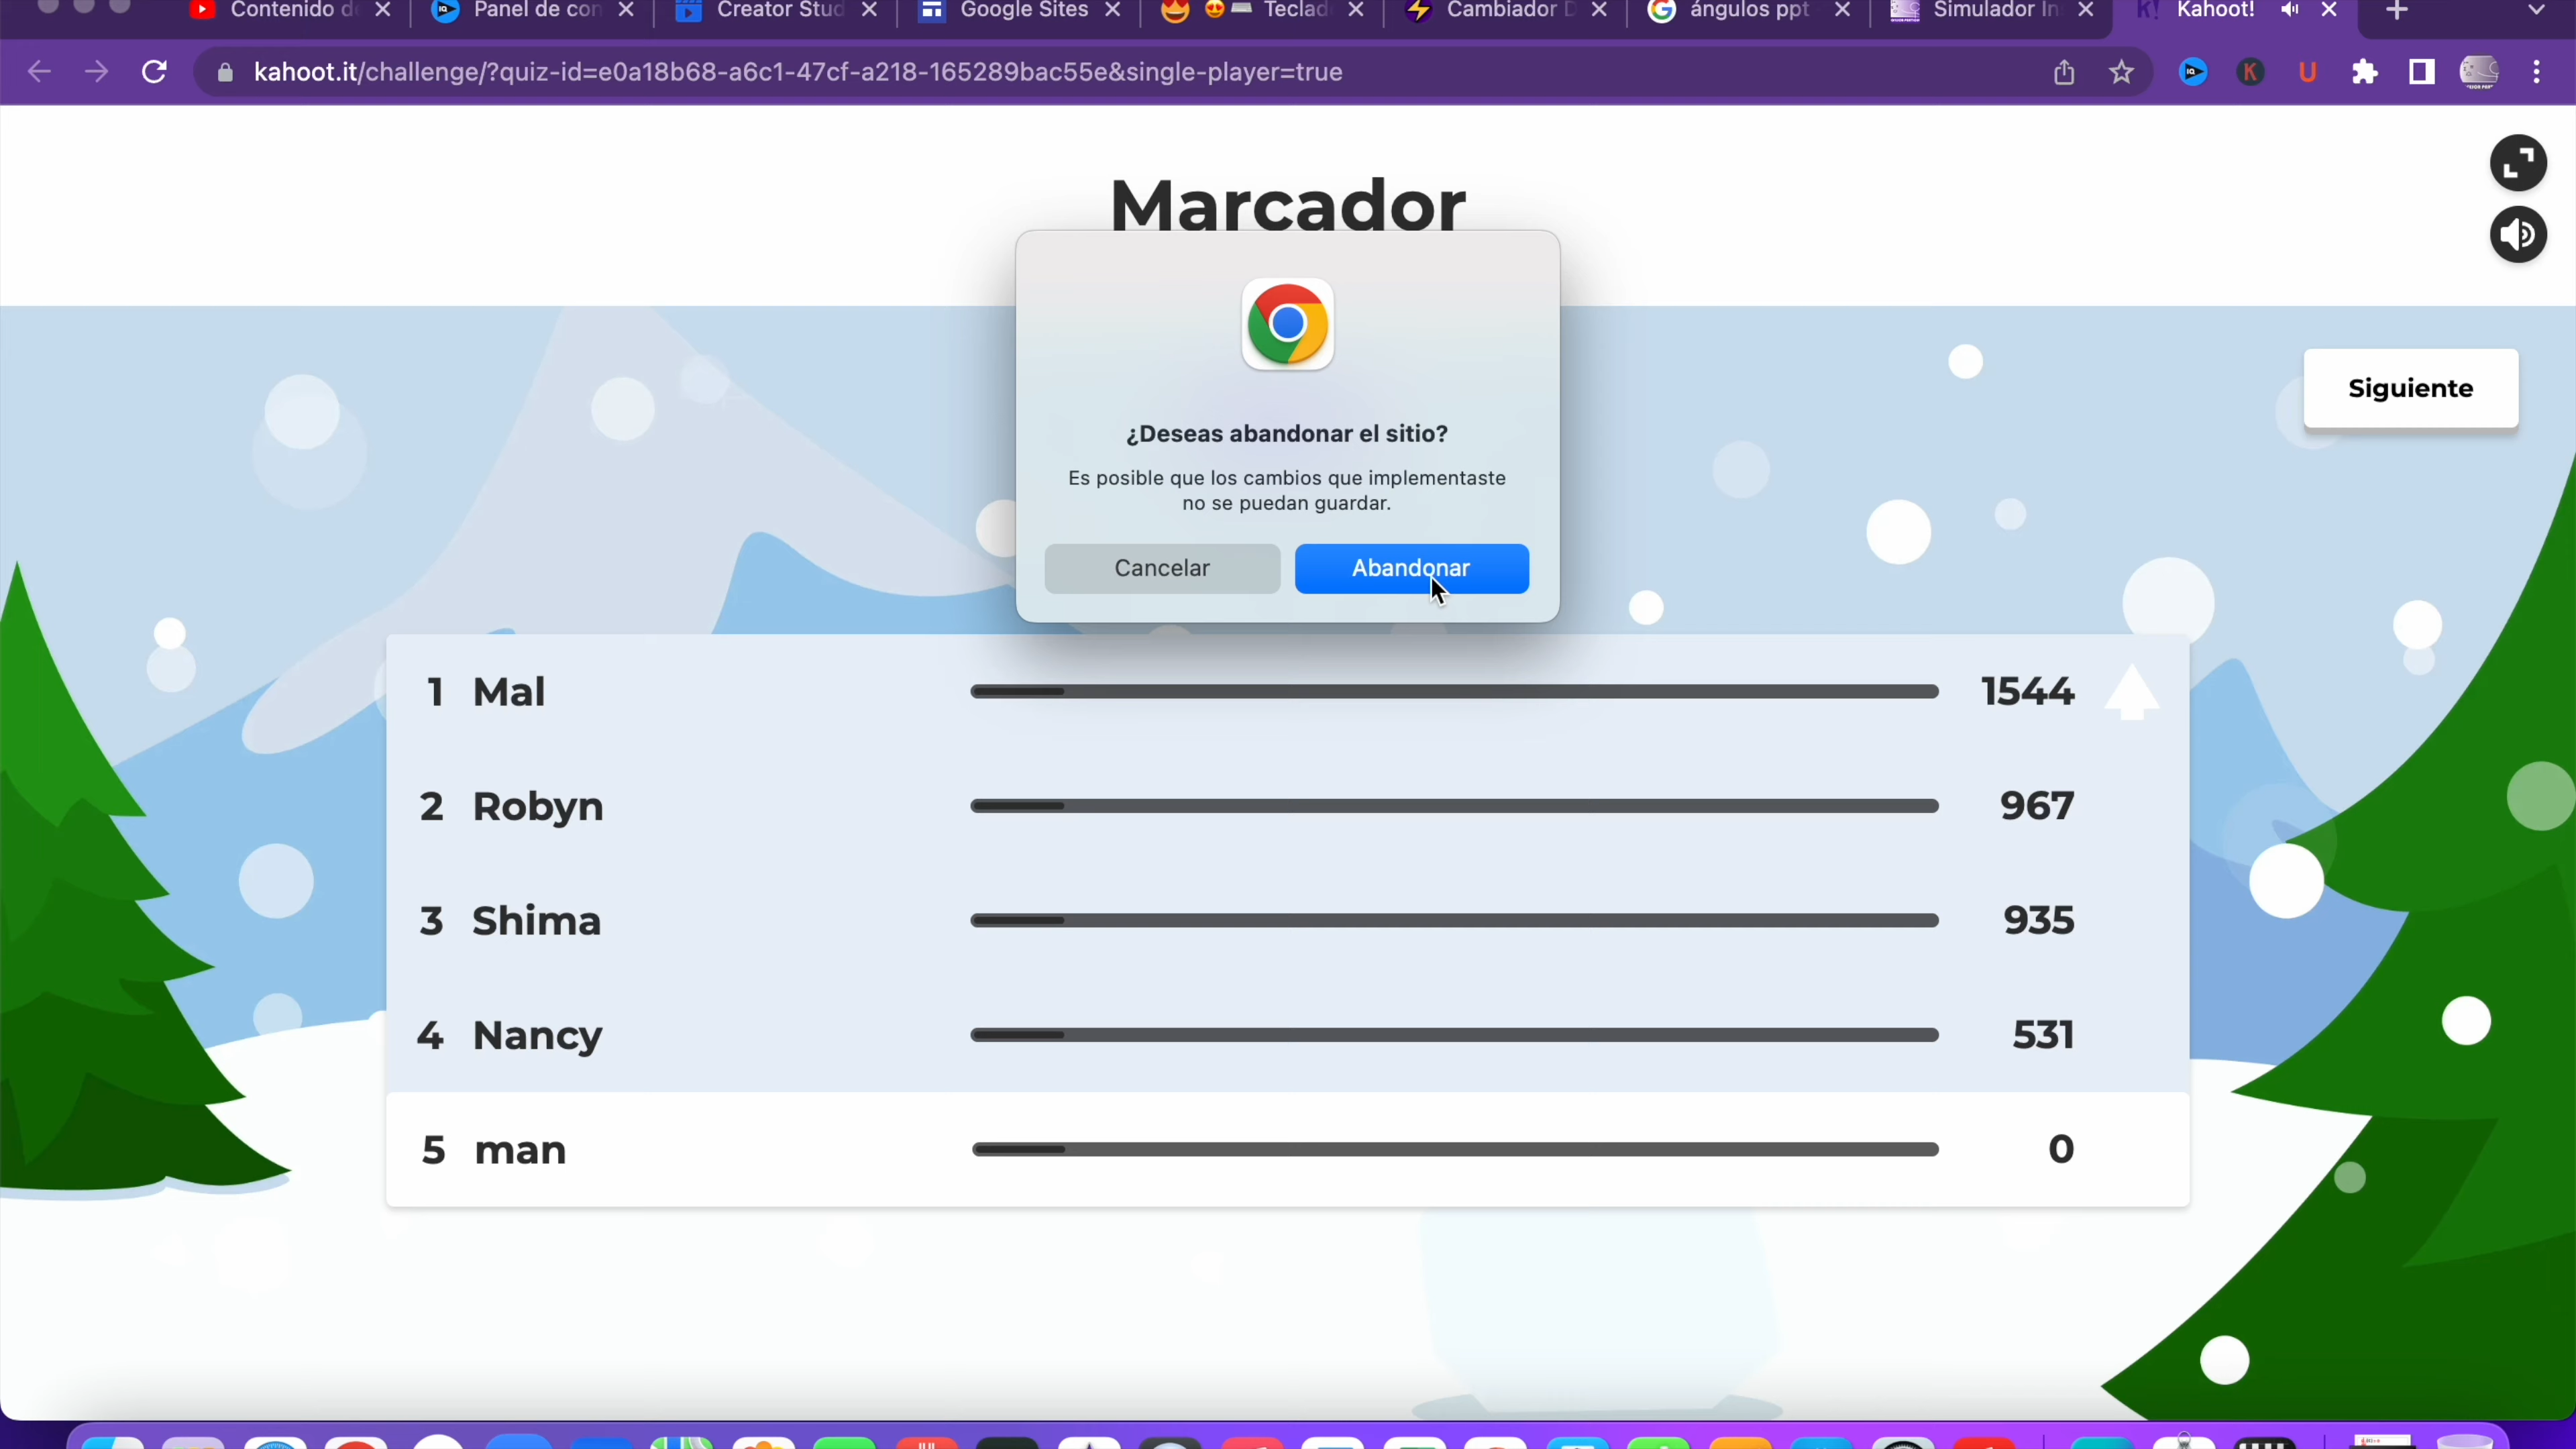 Contenido d
Panel de con
Creator Stud
Google Sites
Teclad
Cambiador D
ángulos ppt
Simulador In
Kahoot!
kahoot.it/challenge/?quiz-id=e0a18b68-a6c1-47cf-a218-165289bac55e&single-player=true
Marcador
¿Deseas abandonar el sitio?
Es posible que los cambios que implementaste
no se puedan guardar.
Cancelar
Abandonar
Siguiente
1 Mal 1544
2 Robyn 967
3 Shima 935
4 Nancy 531
5 man 0